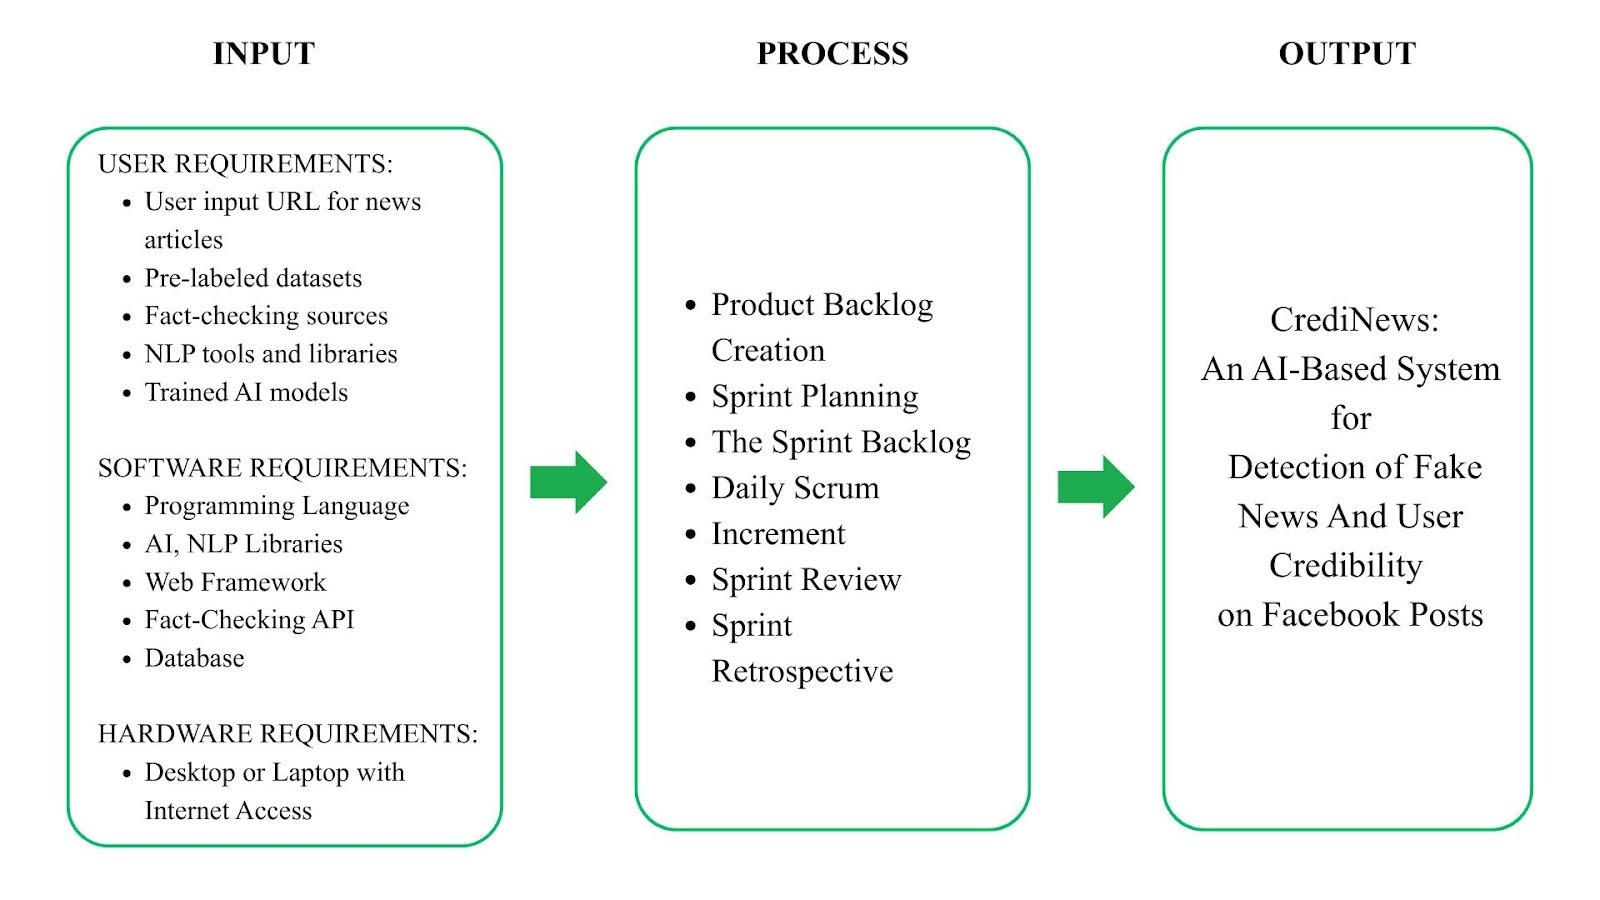 INPUT
USER REQUIREMENTS:
• User input URL for news
articles
• Pre-labeled datasets
• Fact-checking sources
• NLP tools and libraries
• Trained AI models
SOFTWARE REQUIREMENTS:
• Programming Language
• AI, NLP Libraries
• Web Framework
• Fact-Checking API
• Database
HARDWARE REQUIREMENTS:
• Desktop or Laptop with
Internet Access
PROCESS
• Product Backlog
Creation
• Sprint Planning
• The Sprint Backlog
• Daily Scrum
• Increment
• Sprint Review
• Sprint
Retrospective
OUTPUT
CrediNews:
An AI-Based System
for
Detection of Fake
News And User
Credibility
on Facebook Posts